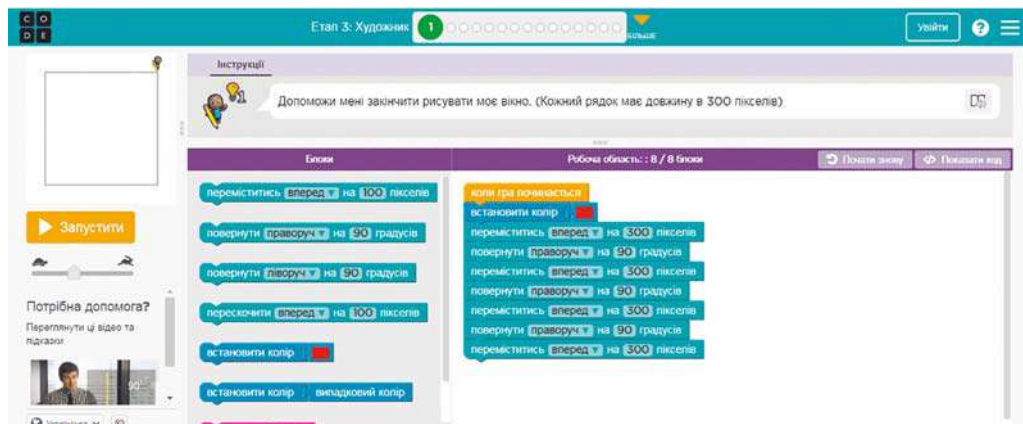 C O
D E
Етап 3: Художник
1
БІЛЬШЕ
Увійти
?
Інструкції
1
Допоможи мені закінчити рисувати моє вікно. (Кожний рядок має довжину в 300 пікселів)
Блоки
Робоча область: : 8 / 8 блоки
Почати знову
Показати код
Запустити
Потрібна допомога?
Переглянути ці відео та
підказки
90°
Українська
переміститись вперед на 100 пікселів
повернути праворуч на 90 градусів
повернути ліворуч на 90 градусів
перескочити вперед на 100 пікселів
встановити колір
встановити колір випадковий колір
коли гра починається
встановити колір
переміститись вперед на 300 пікселів
повернути праворуч на 90 градусів
переміститись вперед на 300 пікселів
повернути праворуч на 90 градусів
переміститись вперед на 300 пікселів
повернути праворуч на 90 градусів
переміститись вперед на 300 пікселів